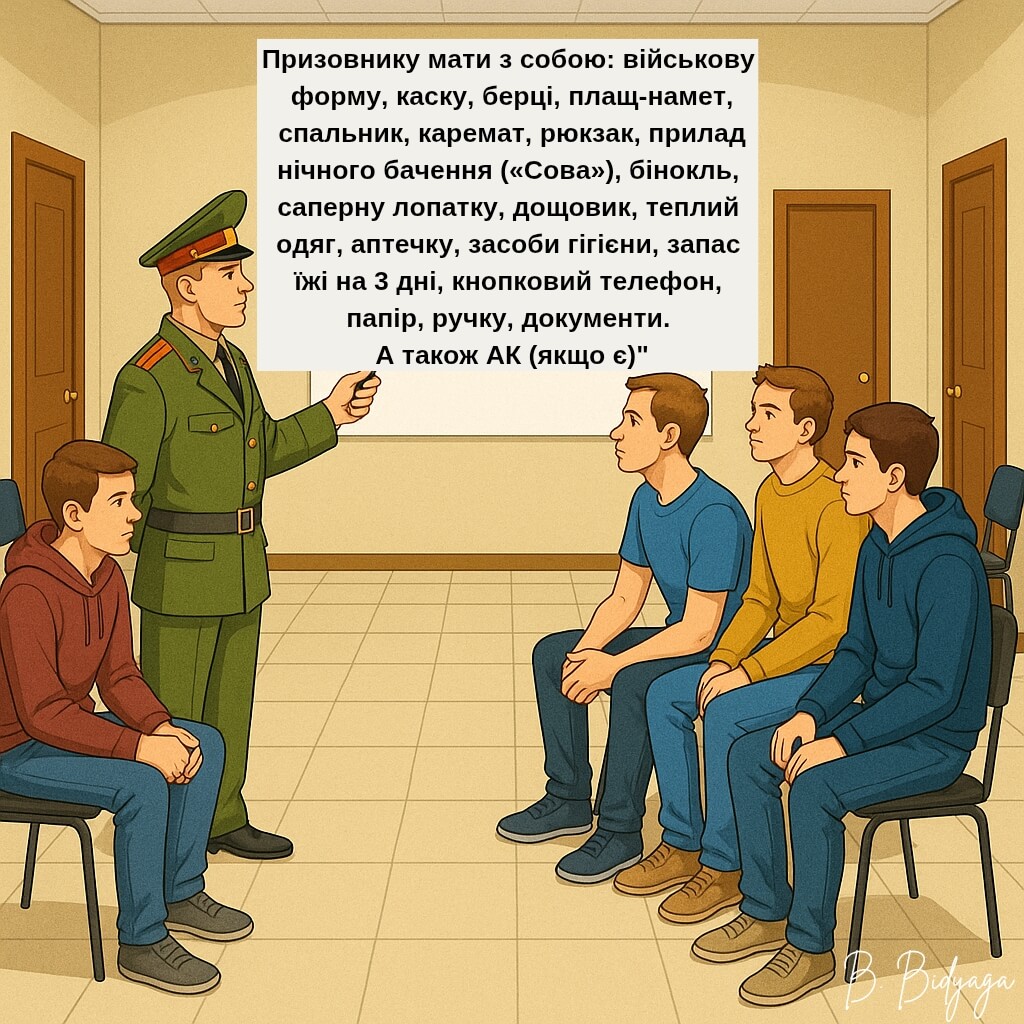 Призовнику мати з собою: військову
форму, каску, берці, плащ-намет,
спальник, каремат, рюкзак, прилад
нічного бачення («Сова»), бінокль,
саперну лопатку, дощовик, теплий
одяг, аптечку, засоби гігієни, запас
їжі на 3 дні, кнопковий телефон,
папір, ручку, документи.
А також АК (якщо є)"
B. Bidyaga